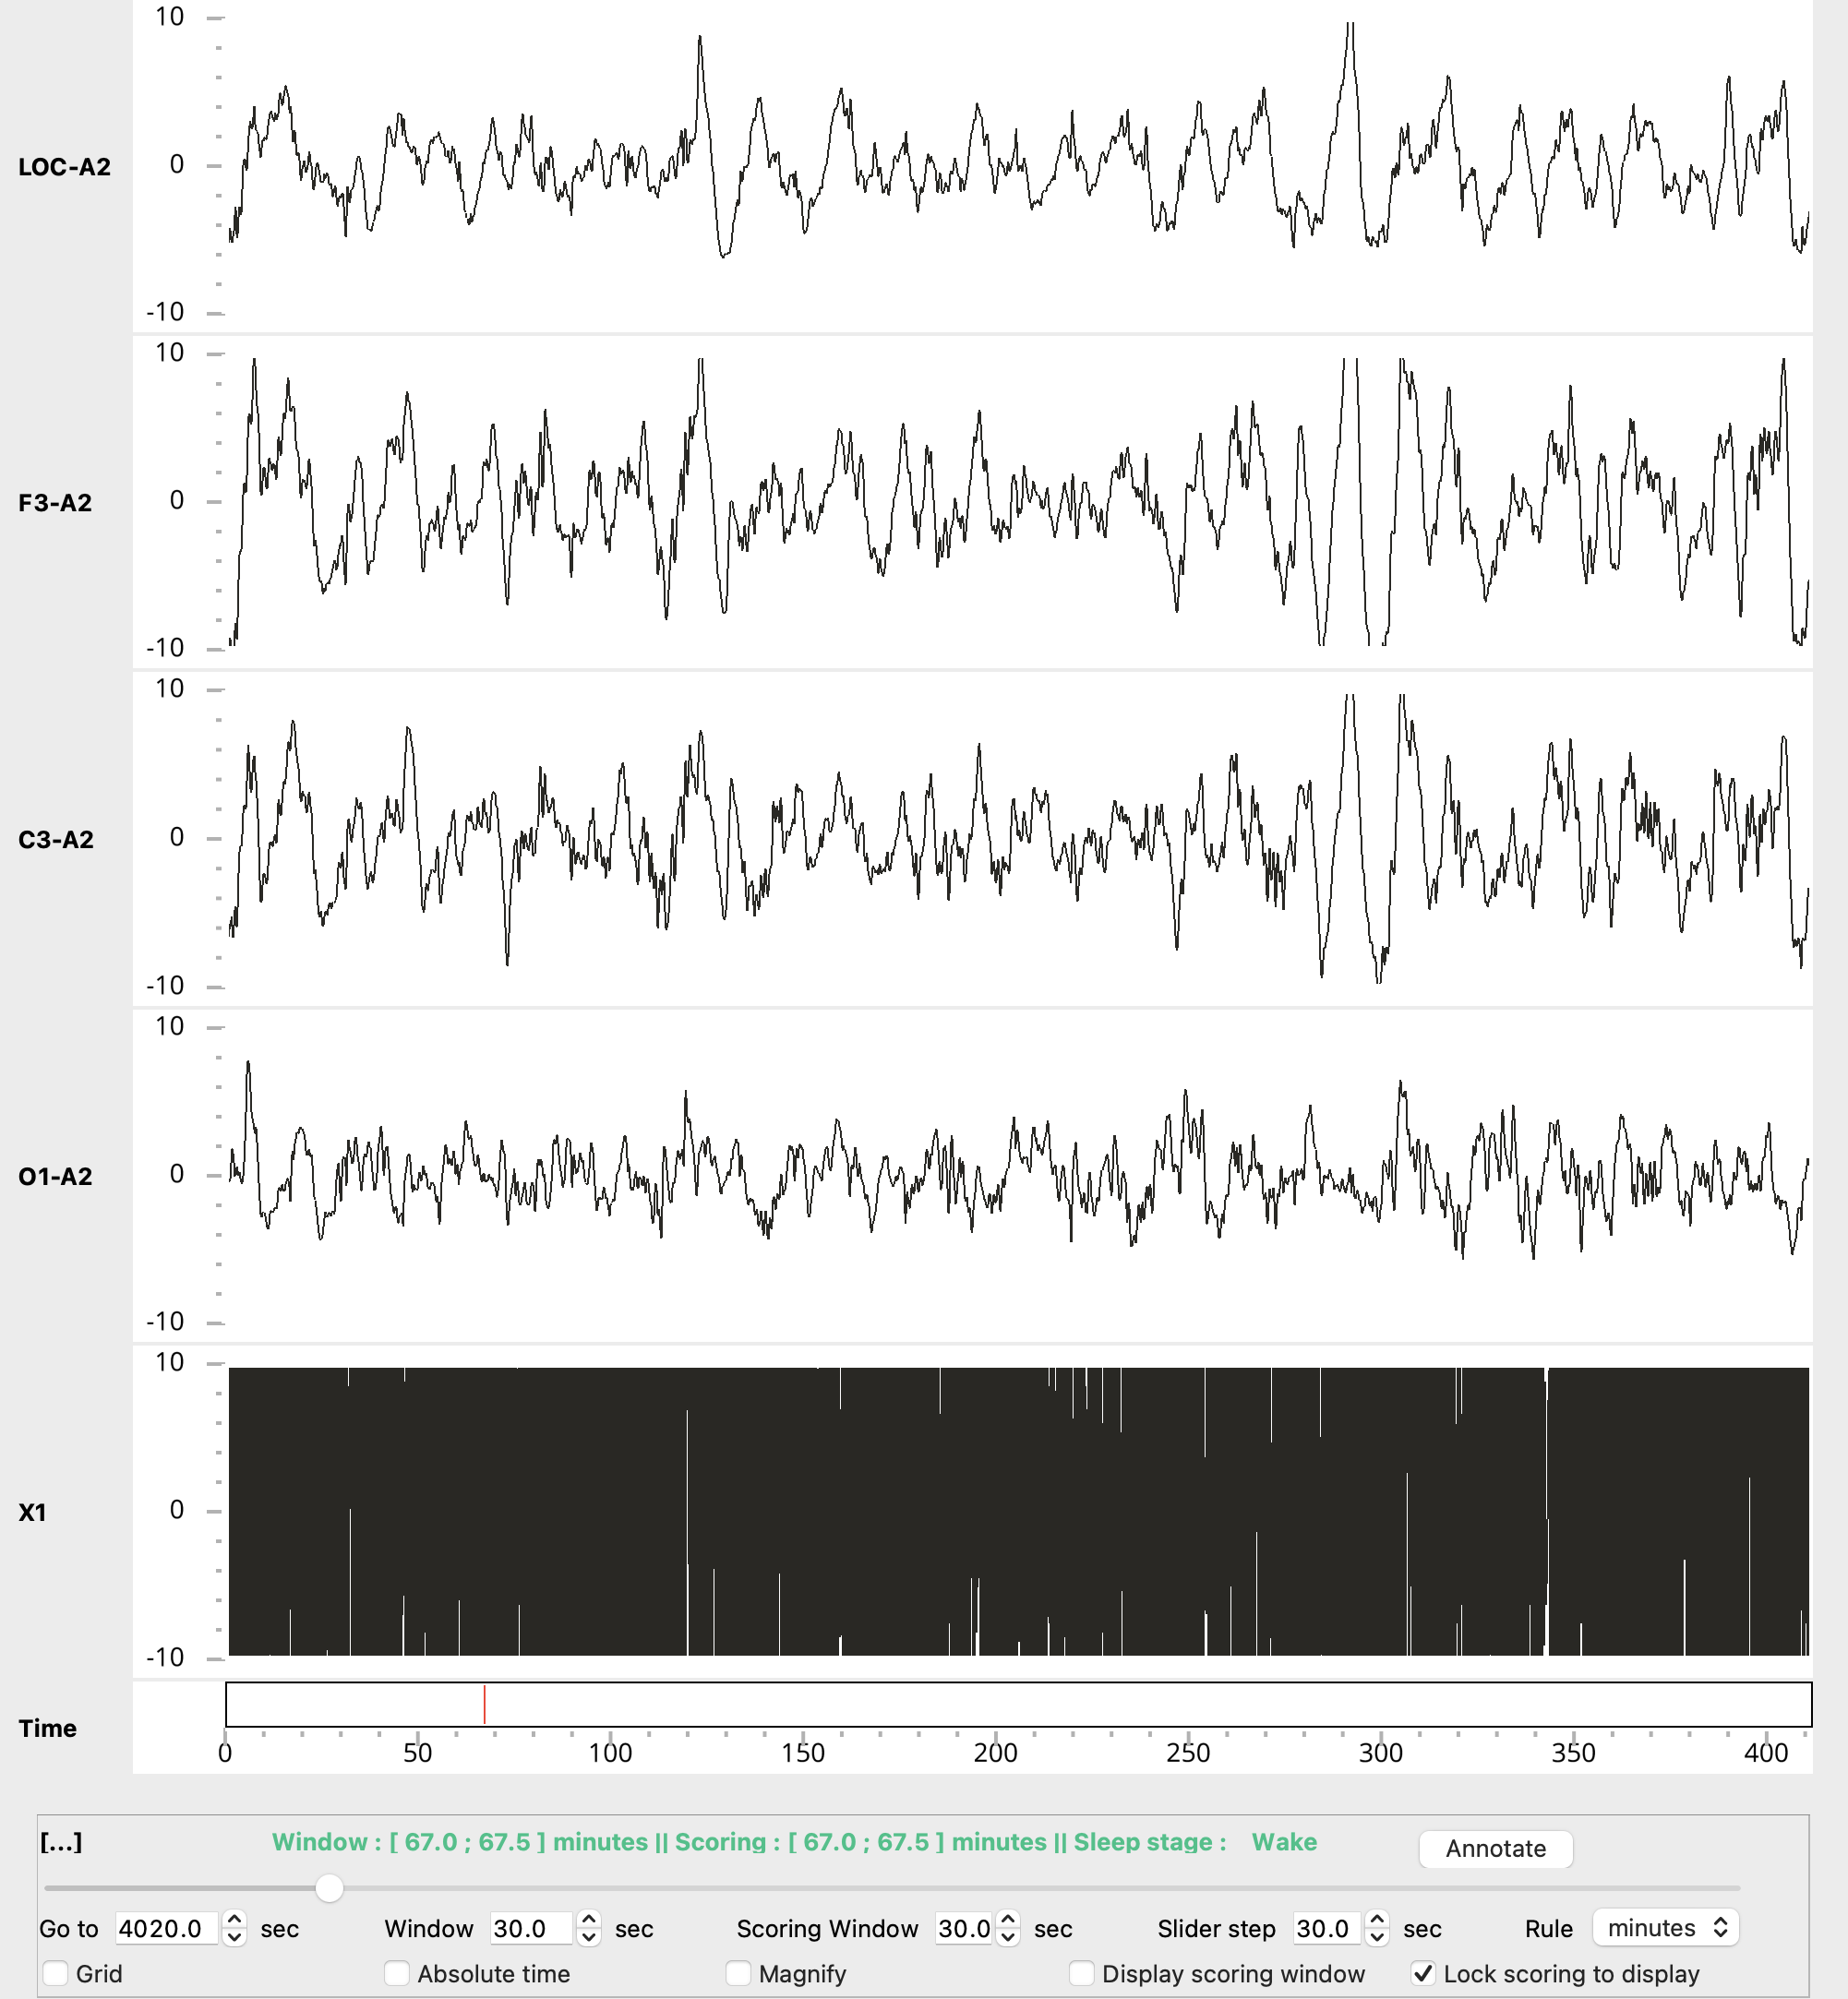 10
LOC-A2
0
-10
10
F3-A2
0
-10
10
C3-A2
0
-10
10
O1-A2
0
-10
10
X1
0
-10
Time
0 50 100 150 200 250 300 350 400
[...] Window : [ 67.0 ; 67.5 ] minutes || Scoring : [ 67.0 ; 67.5 ] minutes || Sleep stage : Wake Annotate
Go to 4020.0 sec Window 30.0 sec Scoring Window 30.0 sec Slider step 30.0 sec Rule minutes
Grid Absolute time Magnify Display scoring window Lock scoring to display